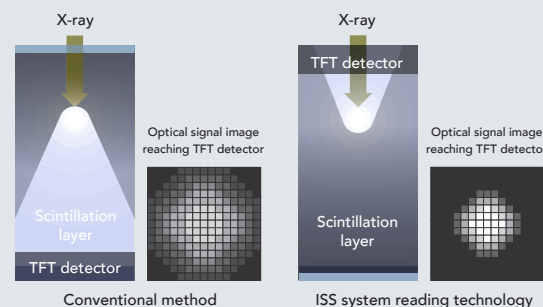 X-ray
Optical signal image
reaching TFT detector
Scintillation
layer
TFT detector
Conventional method
X-ray
TFT detector
Optical signal image
reaching TFT detecto
Scintillation
layer
ISS system reading technology